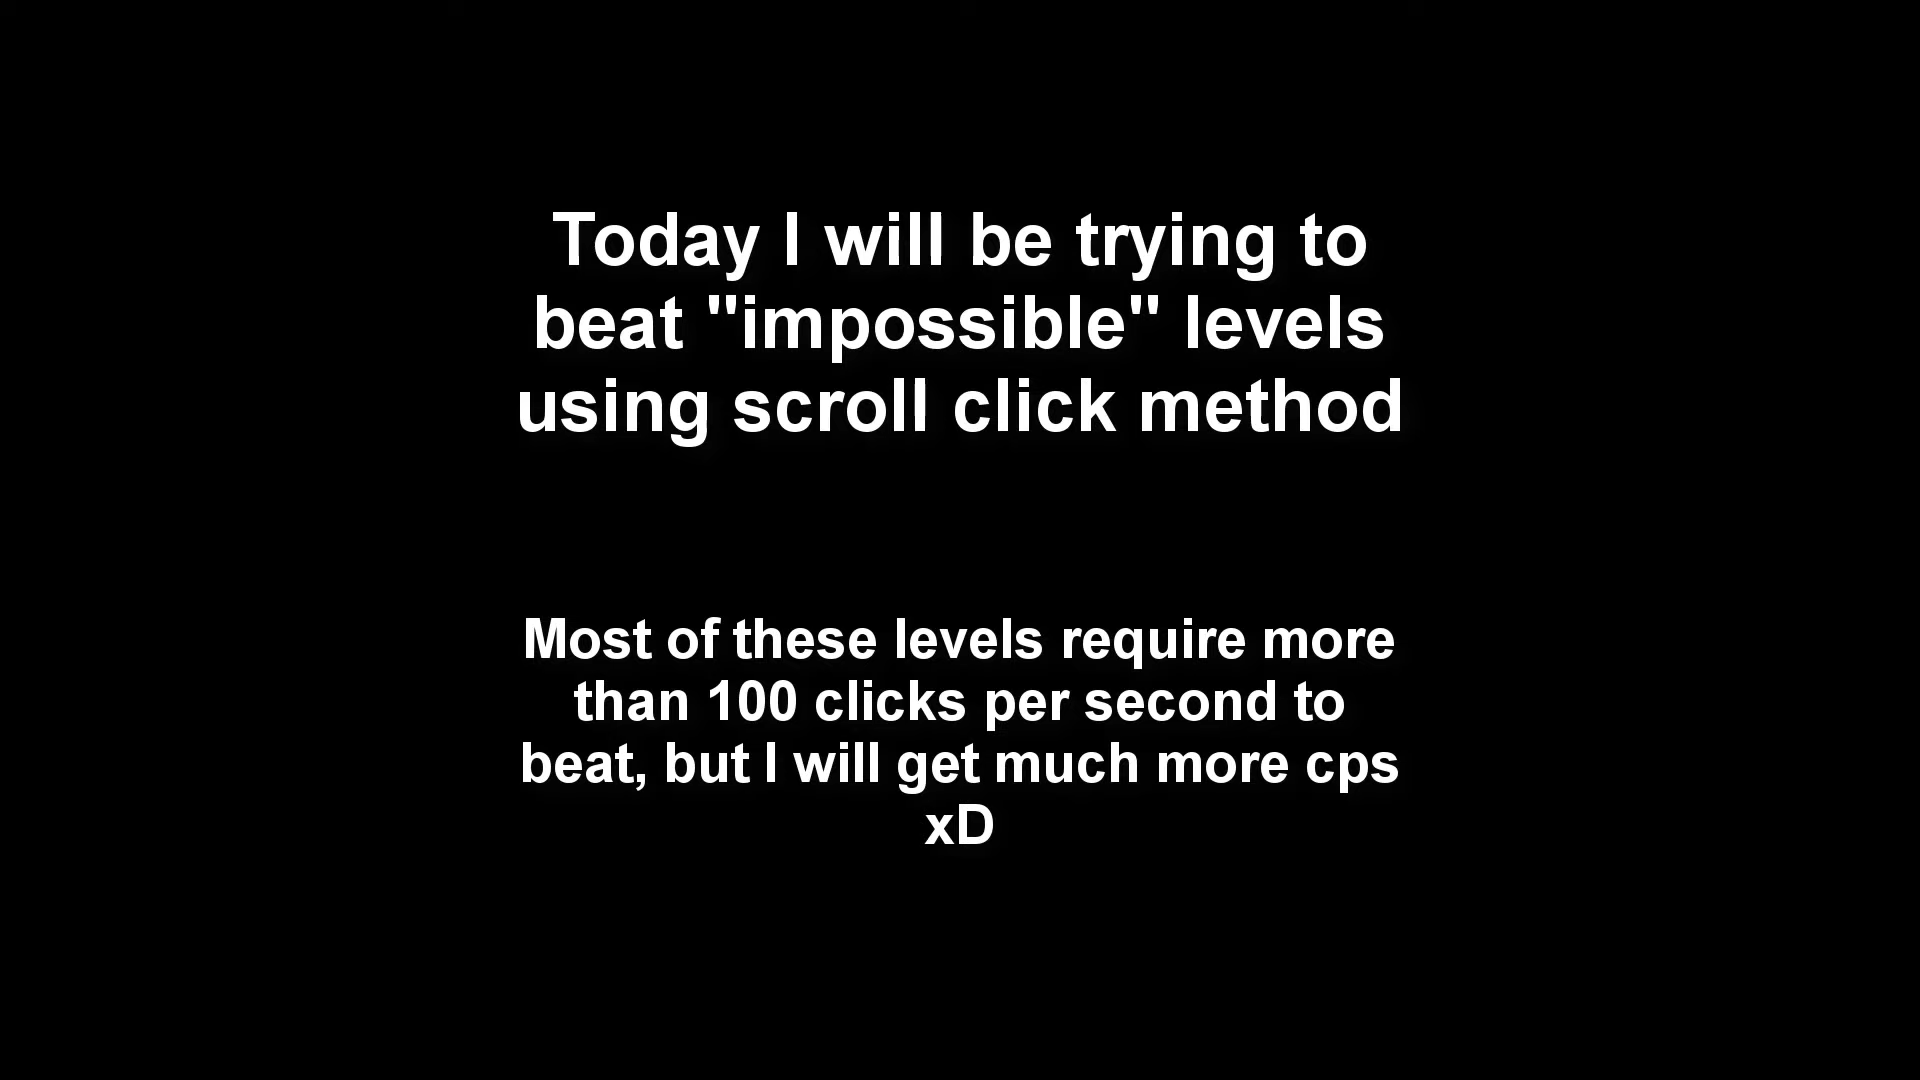 Today I will be trying to
beat "impossible" levels
using scroll click method
Most of these levels require more
than 100 clicks per second to
beat, but I will get much more cps
xD